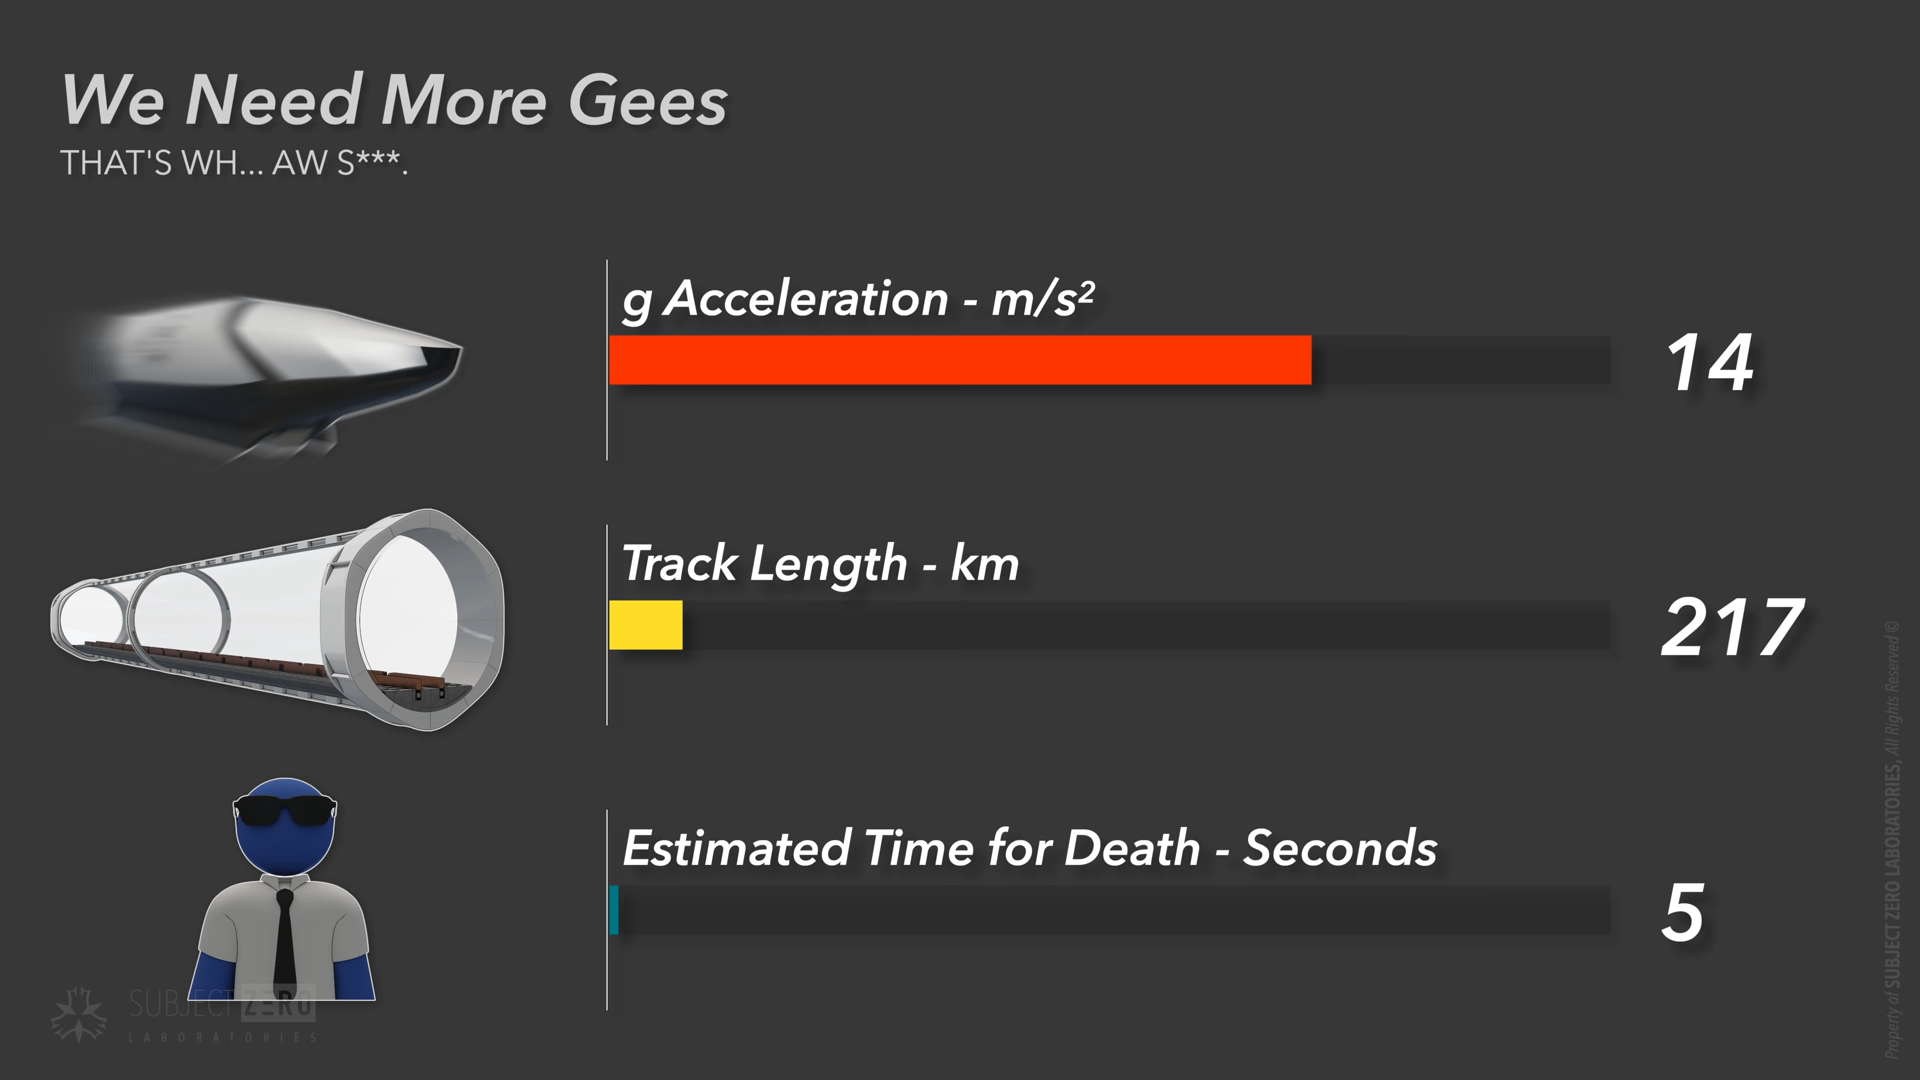 We Need More Gees
THAT'S WH... AW S***.
g Acceleration - m/s²
14
Track Length - km
217
Estimated Time for Death - Seconds
5
SUBJECT ZERO
LABORATORIES
Property of SUBJECT ZERO LABORATORIES, All Rights Reserved ©